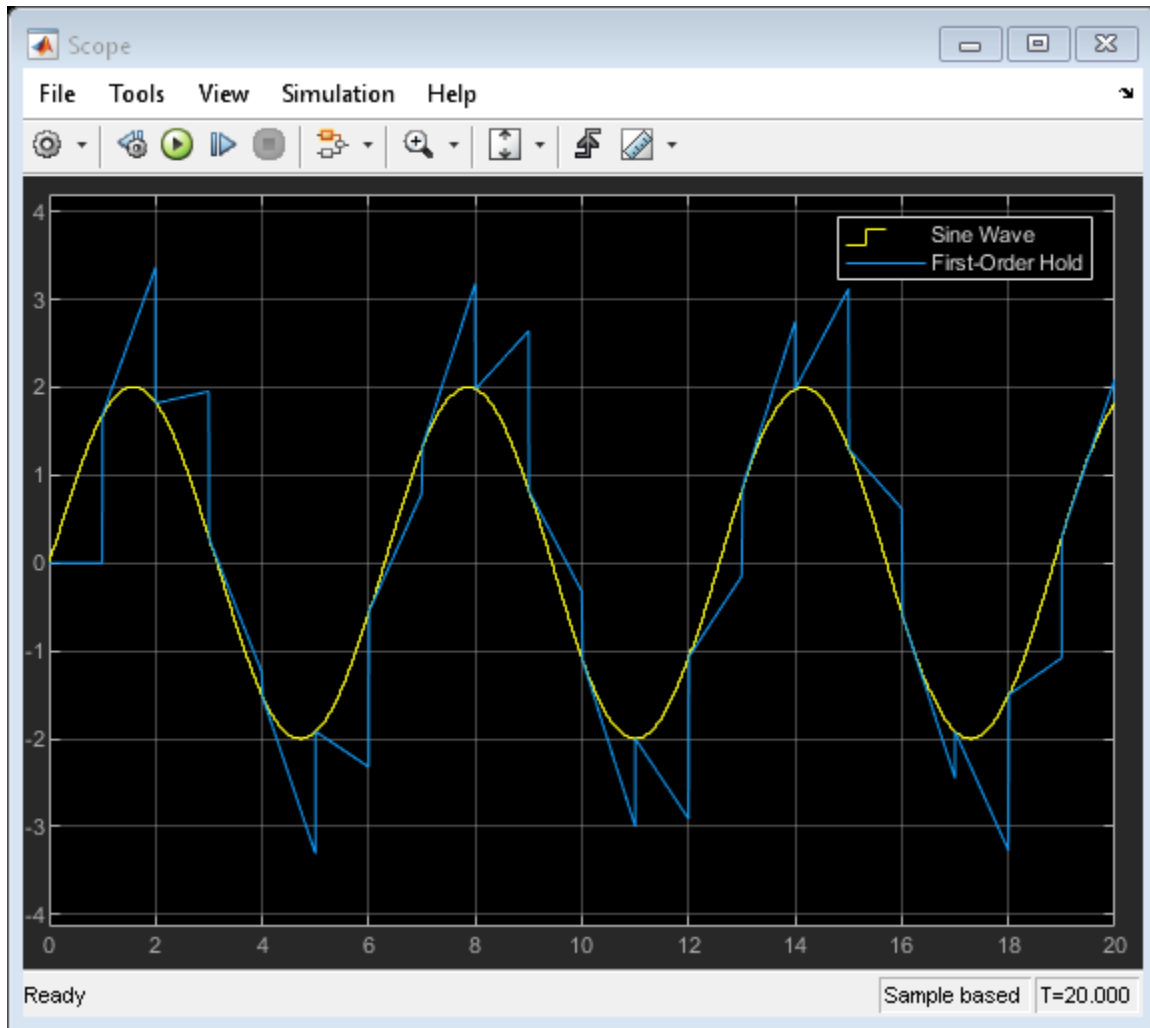 Scope
File Tools View Simulation Help
Sine Wave
First-Order Hold
4
3
2
1
0
-1
-2
-3
-4
0 2 4 6 8 10 12 14 16 18 20
Ready Sample based T=20.000